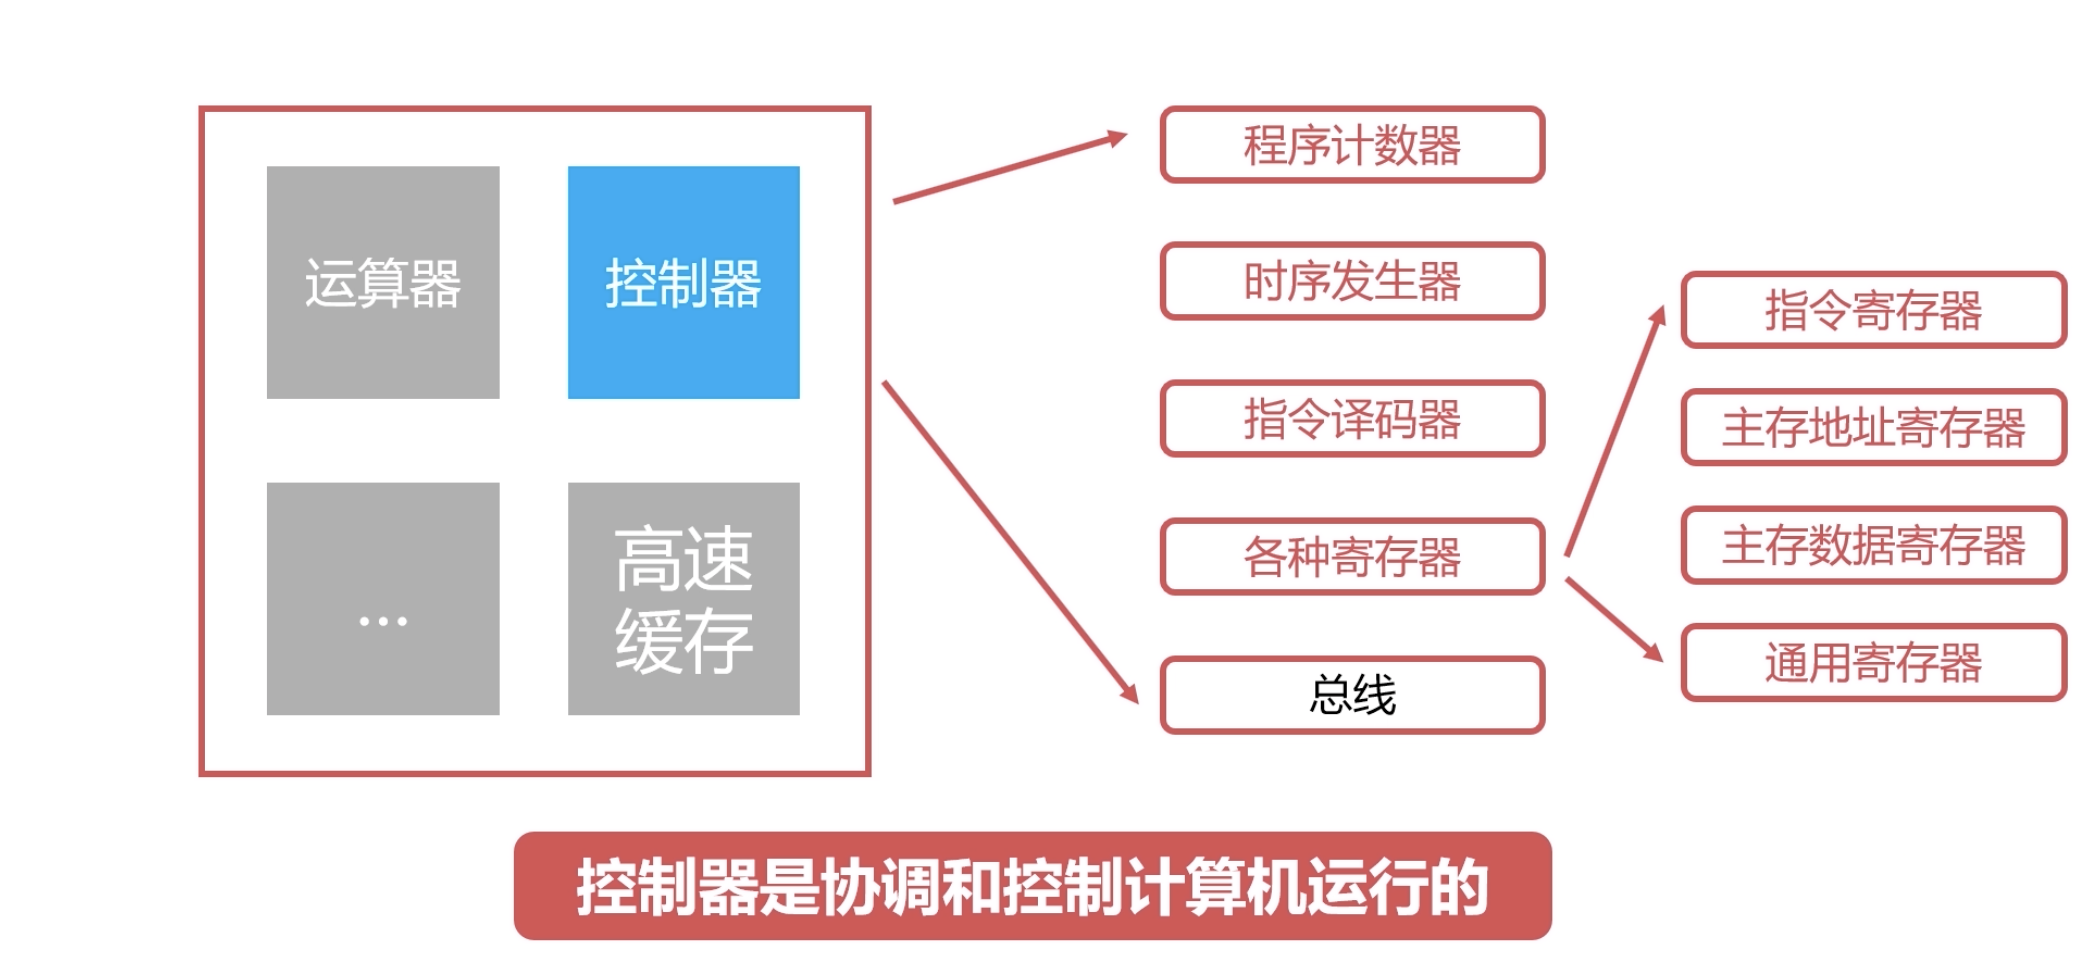 运算器
控制器
...
高速
缓存
程序计数器
时序发生器
指令译码器
各种寄存器
总线
指令寄存器
主存地址寄存器
主存数据寄存器
通用寄存器
控制器是协调和控制计算机运行的